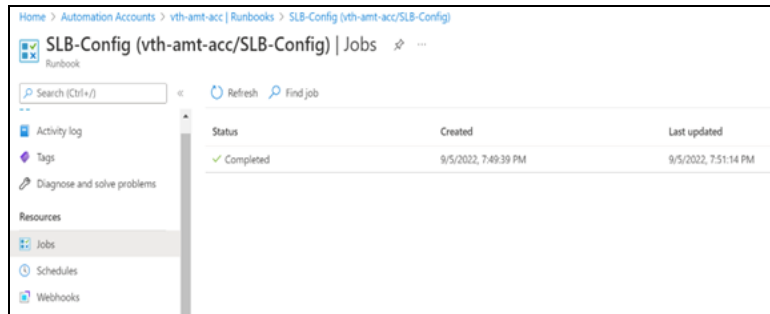 Home > Automation Accounts > vth-amt-acc | Runbooks > SLB-Config (vth-amt-acc/SLB-Config)
SLB-Config (vth-amt-acc/SLB-Config) | Jobs
Runbook
Search (Ctrl+/)
Refresh Find job
Activity log
Tags
Diagnose and solve problems
Resources
Jobs
Schedules
Webhooks
Status Created Last updated
Completed 9/5/2022, 7:49:39 PM 9/5/2022, 7:51:14 PM